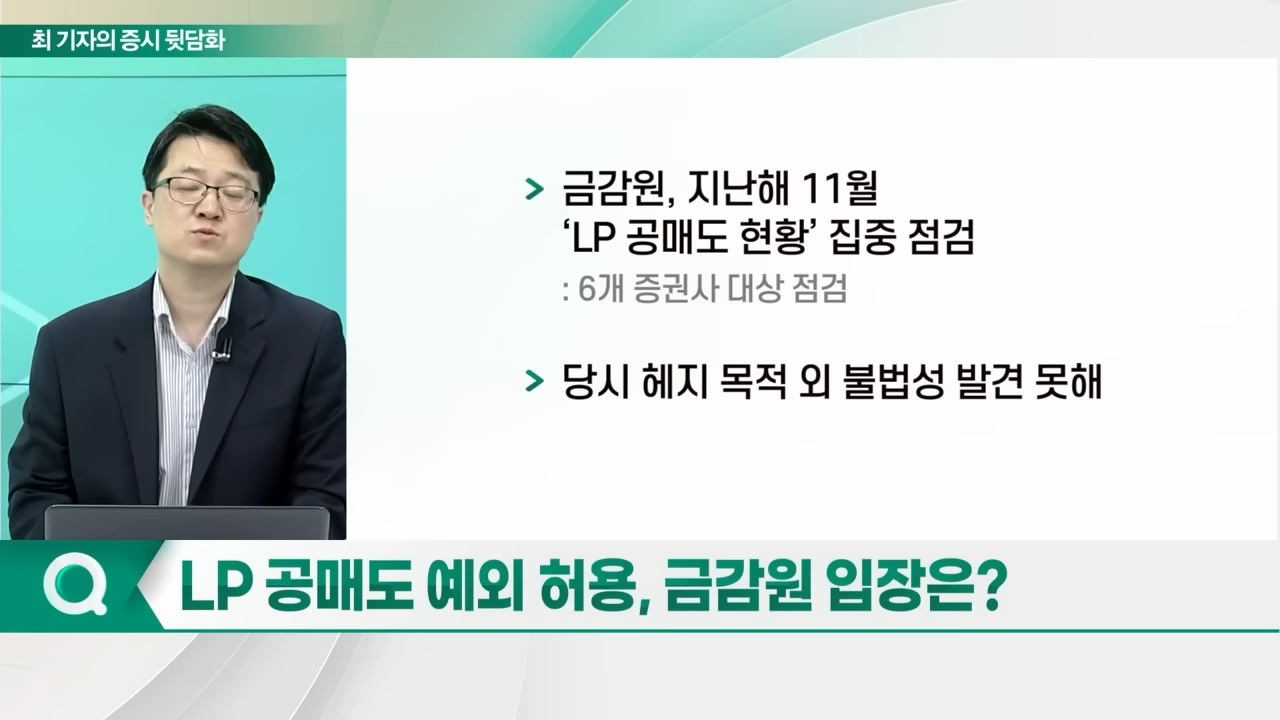 최 기자의 증시 뒷담화
> 금감원, 지난해 11월
‘LP 공매도 현황’ 집중 점검
: 6개 증권사 대상 점검
> 당시 헤지 목적 외 불법성 발견 못해
LP 공매도 예외 허용, 금감원 입장은?